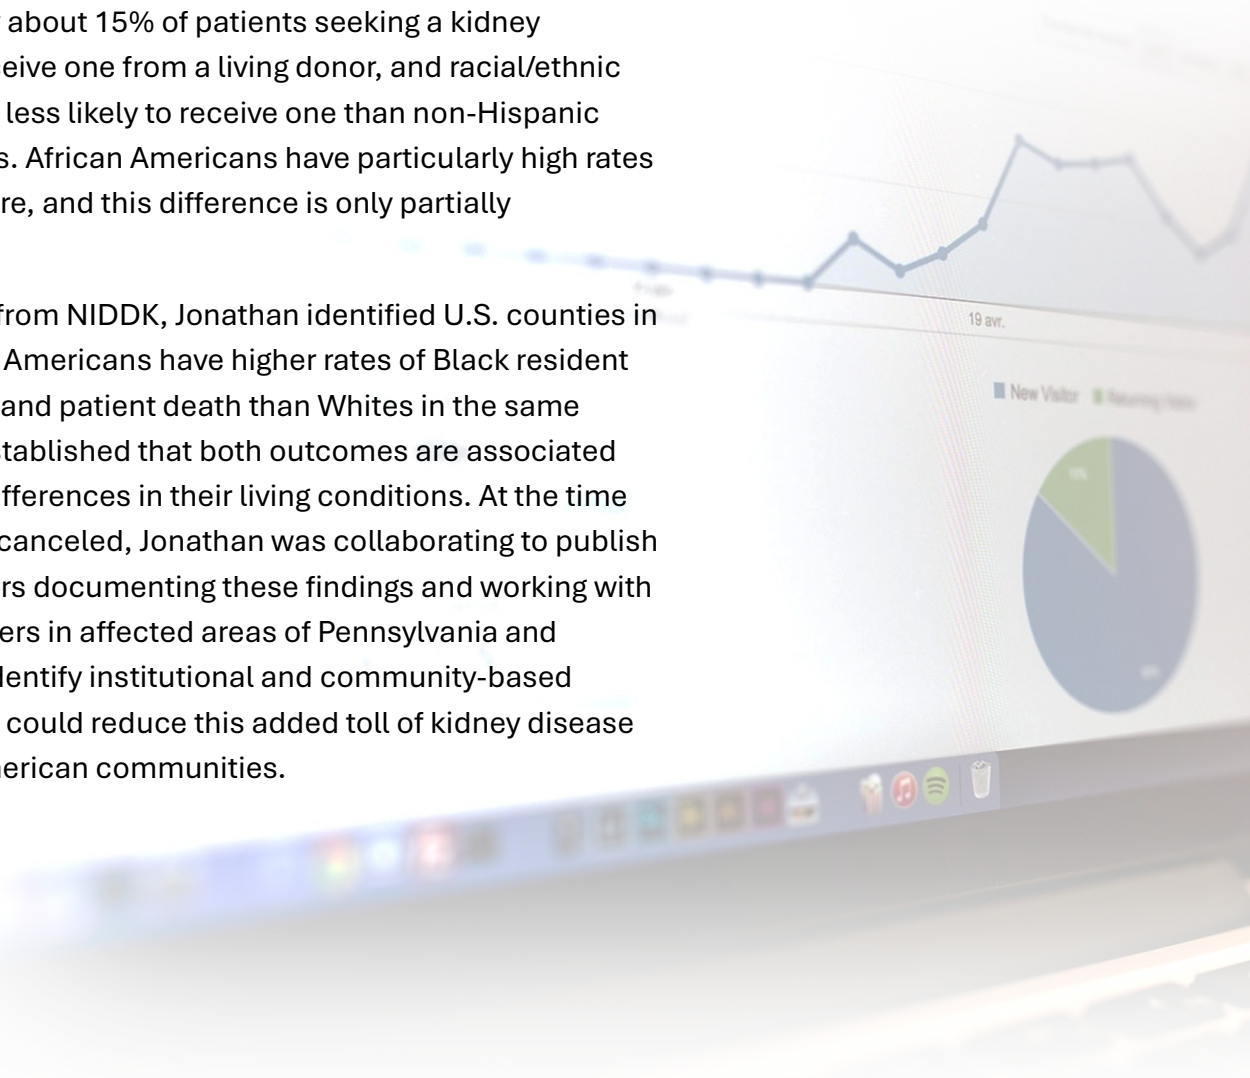 about 15% of patients seeking a kidney
eive one from a living donor, and racial/ethnic
less likely to receive one than non-Hispanic
s. African Americans have particularly high rates
re, and this difference is only partially
from NIDDK, Jonathan identified U.S. counties in
Americans have higher rates of Black resident
and patient death than Whites in the same
stablished that both outcomes are associated
fferences in their living conditions. At the time
canceled, Jonathan was collaborating to publish
rs documenting these findings and working with
ers in affected areas of Pennsylvania and
dentify institutional and community-based
could reduce this added toll of kidney disease
merican communities.
19 avr.
New Visitor